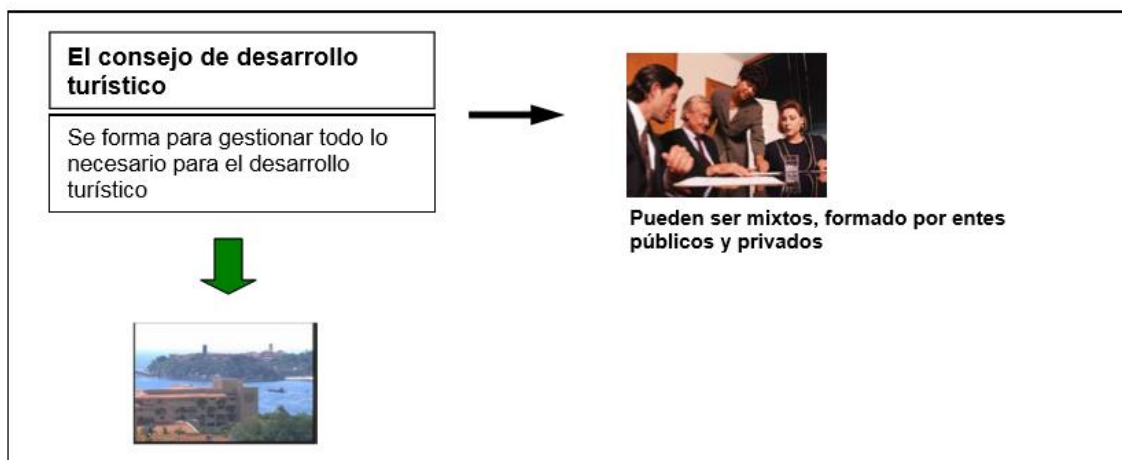 El consejo de desarrollo
turístico
Se forma para gestionar todo lo
necesario para el desarrollo
turístico
Pueden ser mixtos, formado por entes
públicos y privados